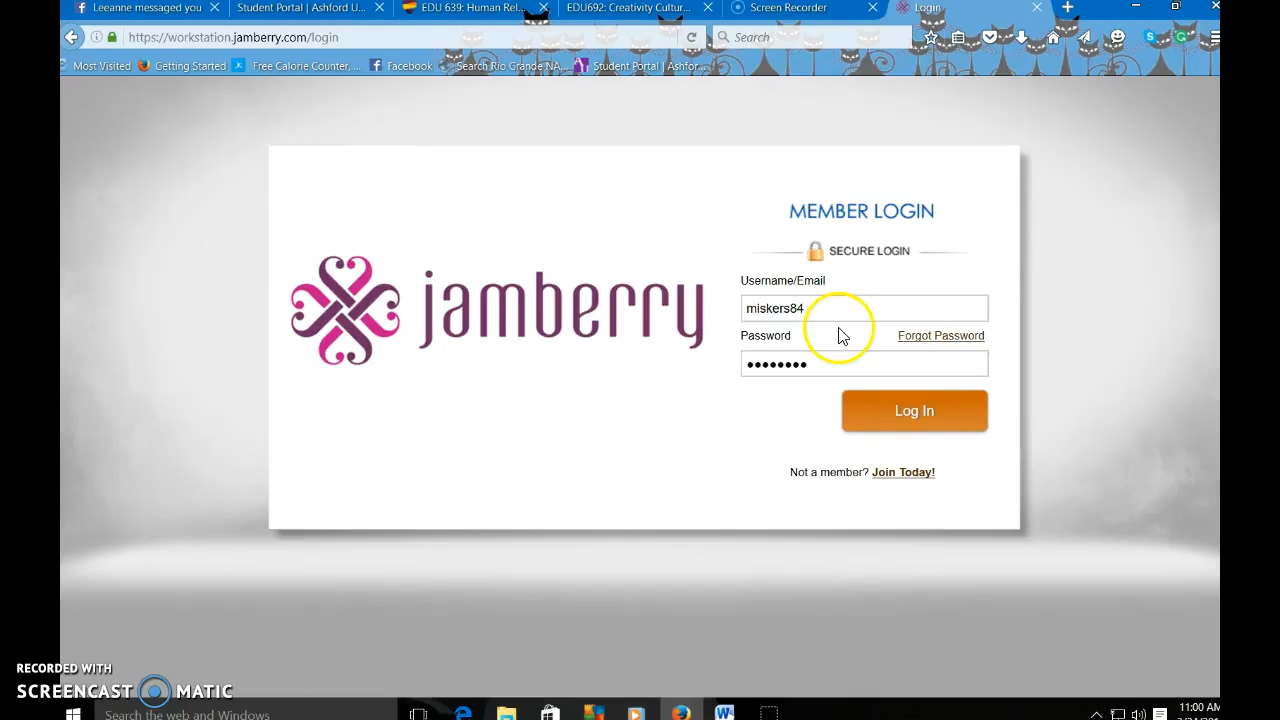 Leeanne messaged you
Student Portal | Ashford U...
EDU 639: Human Rel...
EDU692: Creativity Cultur...
Screen Recorder
Login
https://workstation.jamberry.com/login
Search
Most Visited
Getting Started
Free Calorie Counter, ...
Facebook
Search Rio Grande NA...
Student Portal | Ashfor...
MEMBER LOGIN
SECURE LOGIN
jamberry
Username/Email
miskers84
Password
Forgot Password
Log In
Not a member? Join Today!
RECORDED WITH
SCREENCAST MATIC
Search the web and Windows
11:00 AM